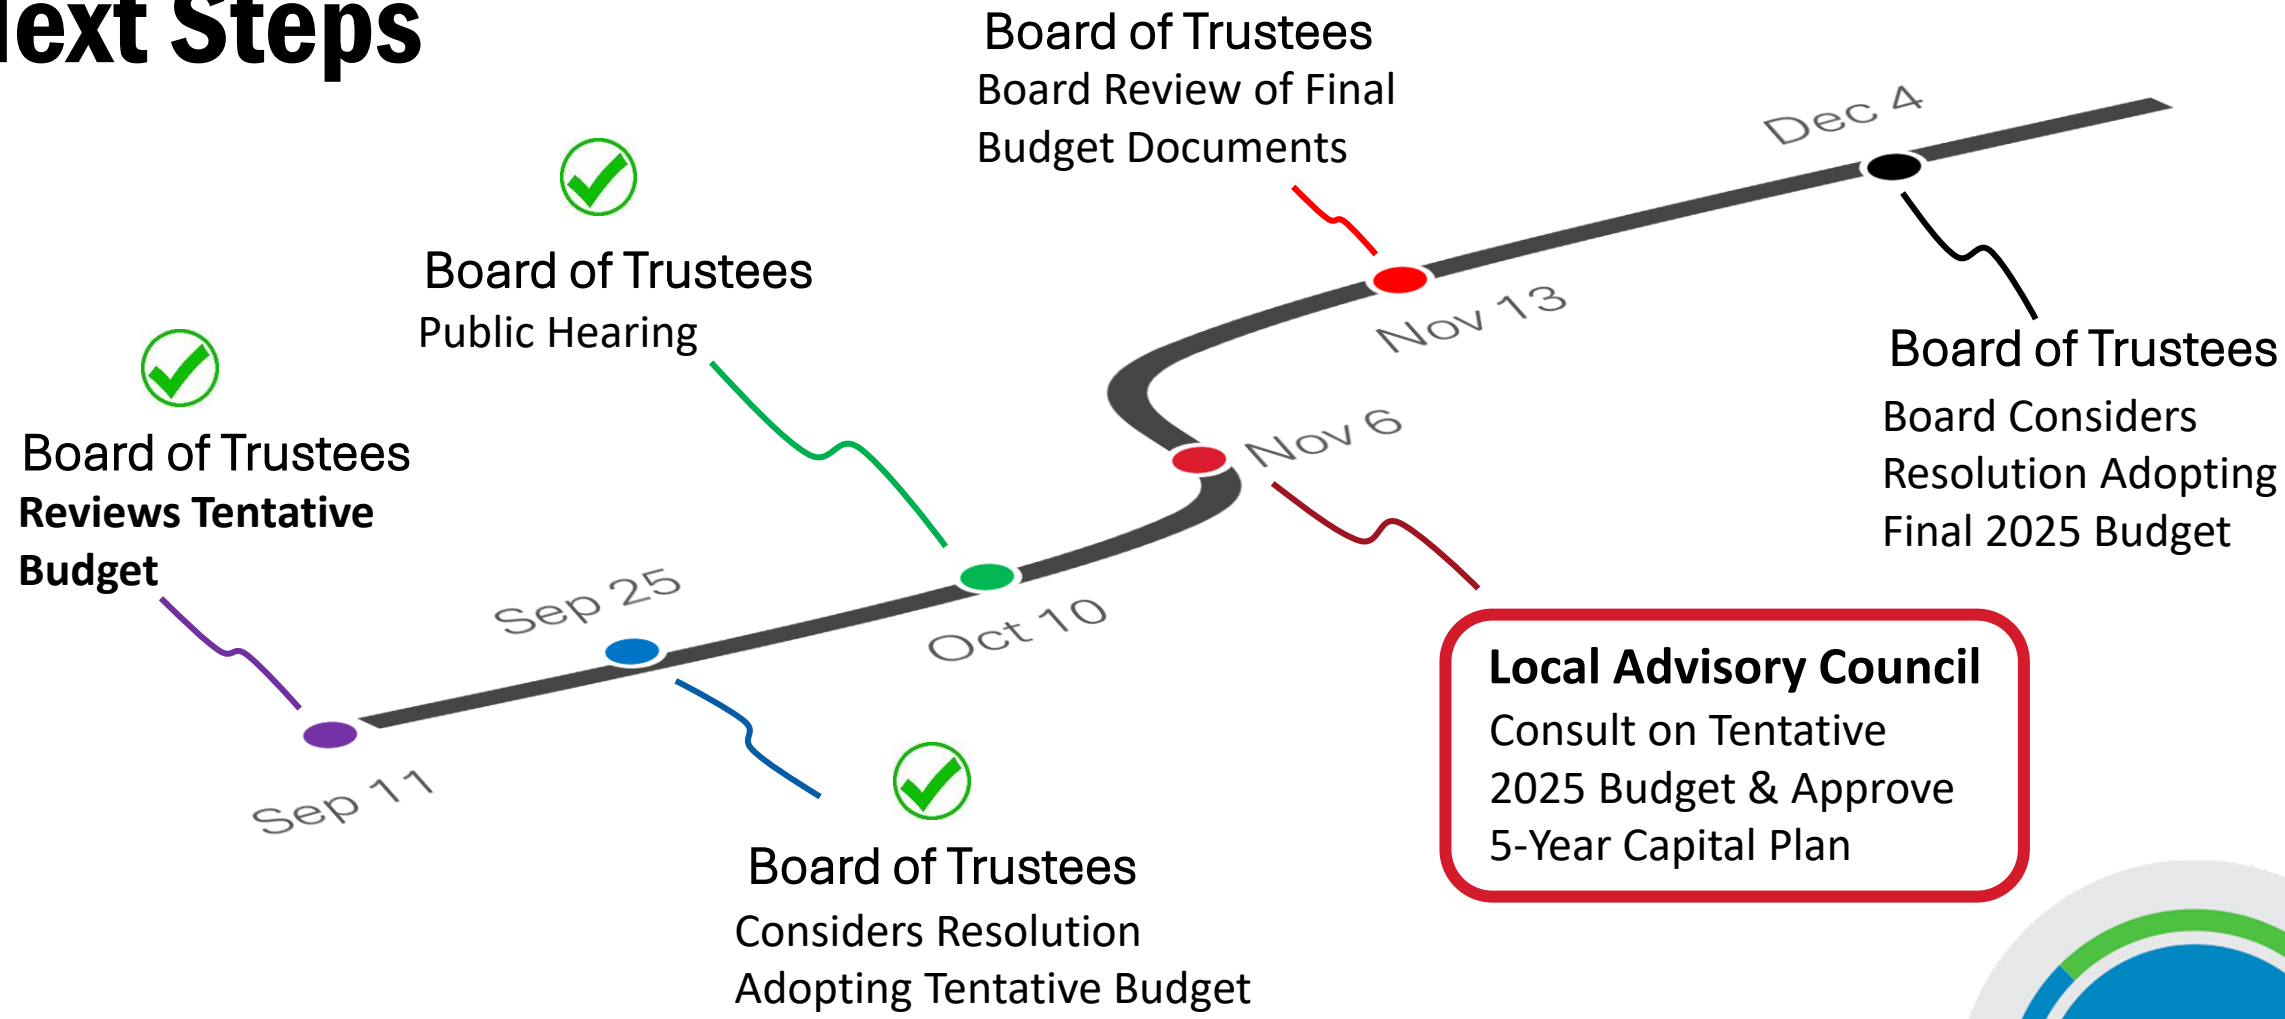 ext Steps
Board of Trustees
Board Review of Final
Budget Documents
Dec 4
Board of Trustees
Public Hearing
Nov 13
Board of Trustees
Board Considers
Resolution Adopting
Final 2025 Budget
Board of Trustees
Reviews Tentative
Budget
Nov 6
Sep 25
Oct 10
Local Advisory Council
Consult on Tentative
2025 Budget & Approve
5-Year Capital Plan
Sep 11
Board of Trustees
Considers Resolution
Adopting Tentative Budget